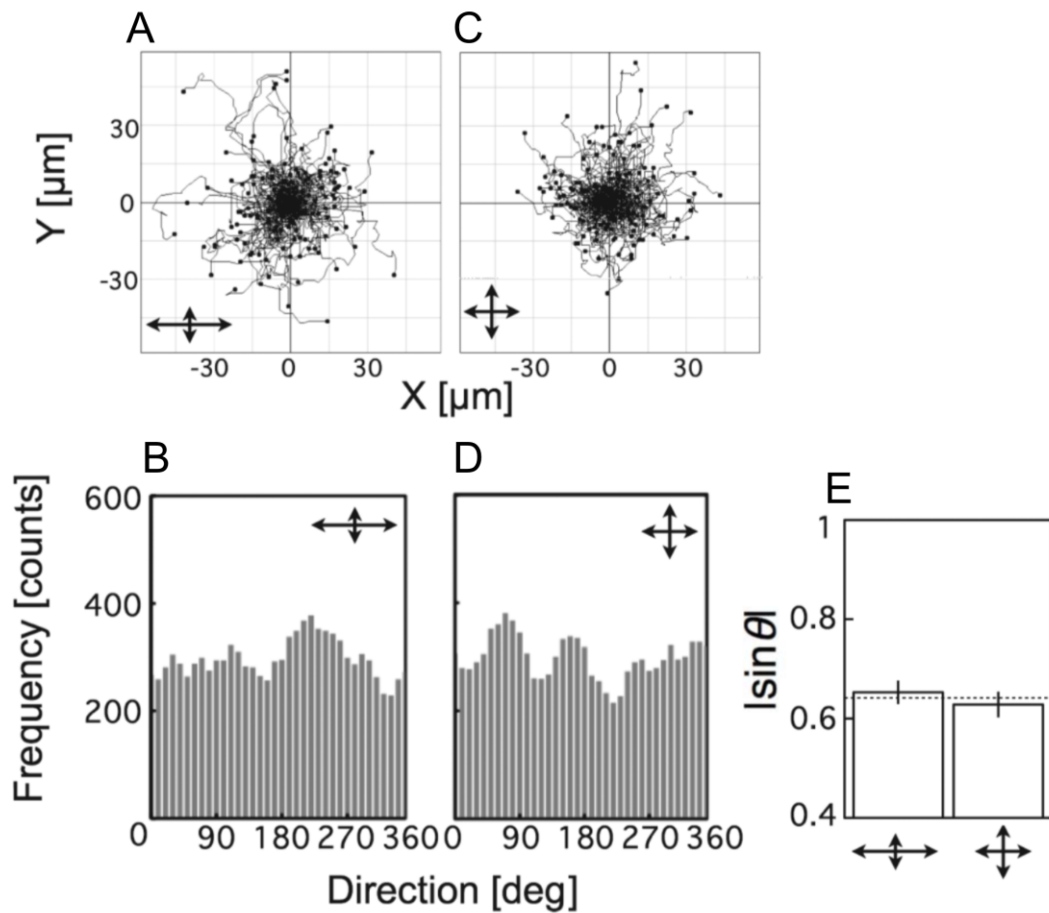 A
C
Y [µm]
30
0
-30
-30 0 30
-30 0 30
X [µm]
B
D
E
Frequency [counts]
600
400
200
0 90 180 270 360
0 90 180 270 360
Direction [deg]
|sinθ|
1
0.8
0.6
0.4